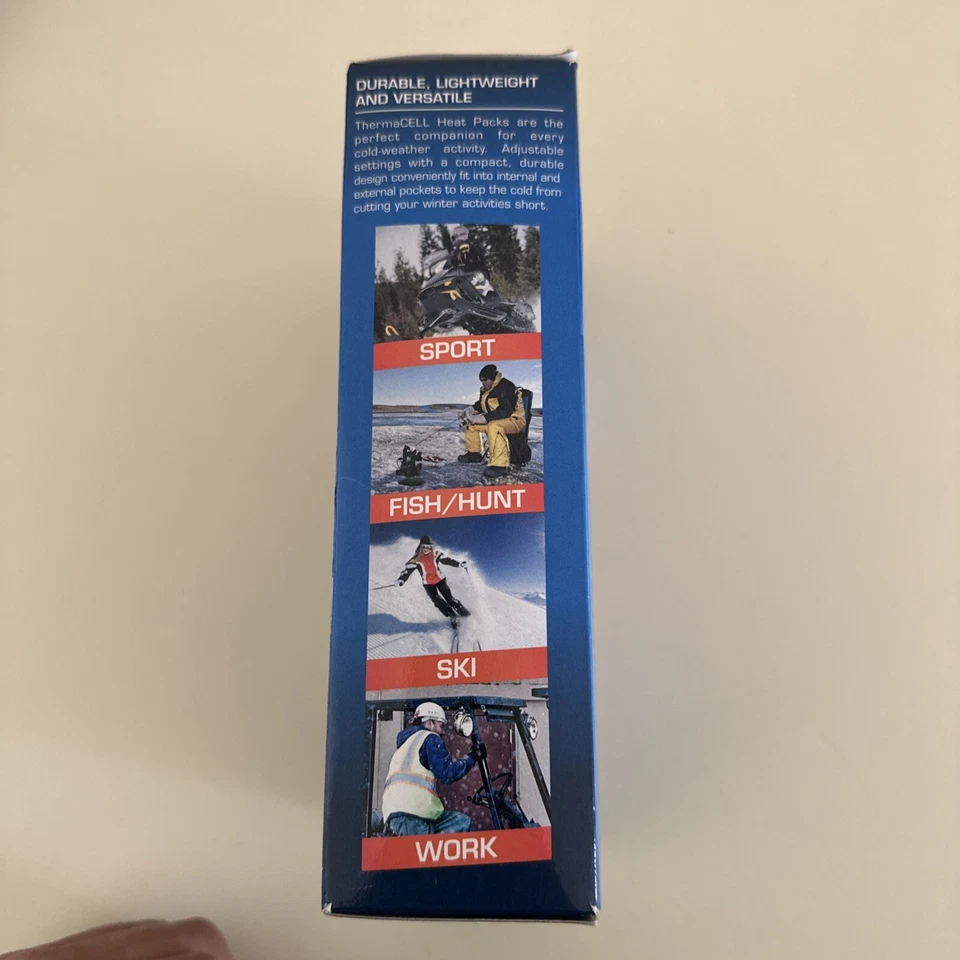 DURABLE, LIGHTWEIGHT
AND VERSATILE
ThermaCELL Heat Packs are the
perfect companion for every
cold-weather activity. Adjustable
settings with a compact, durable
design conveniently fit into internal and
external pockets to keep the cold from
cutting your winter activities short.
SPORT
FISH/HUNT
SKI
WORK